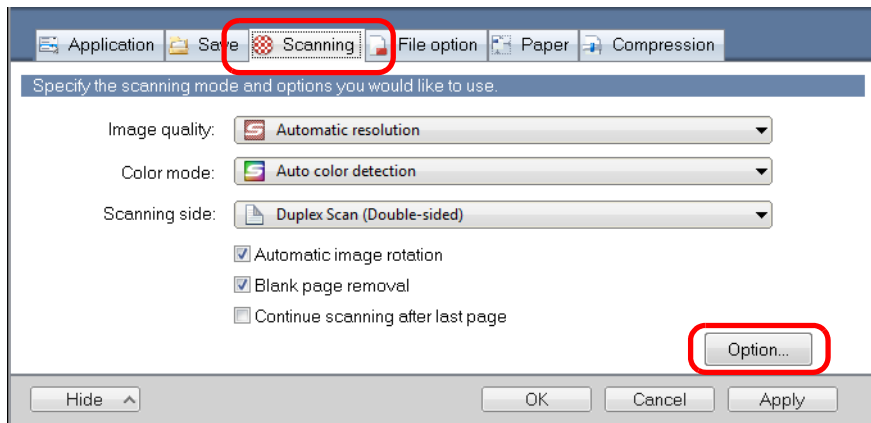 Application Save Scanning File option Paper Compression
Specify the scanning mode and options you would like to use.
Image quality: Automatic resolution
Color mode: Auto color detection
Scanning side: Duplex Scan (Double-sided)
Automatic image rotation
Blank page removal
Continue scanning after last page
Option...
Hide OK Cancel Apply